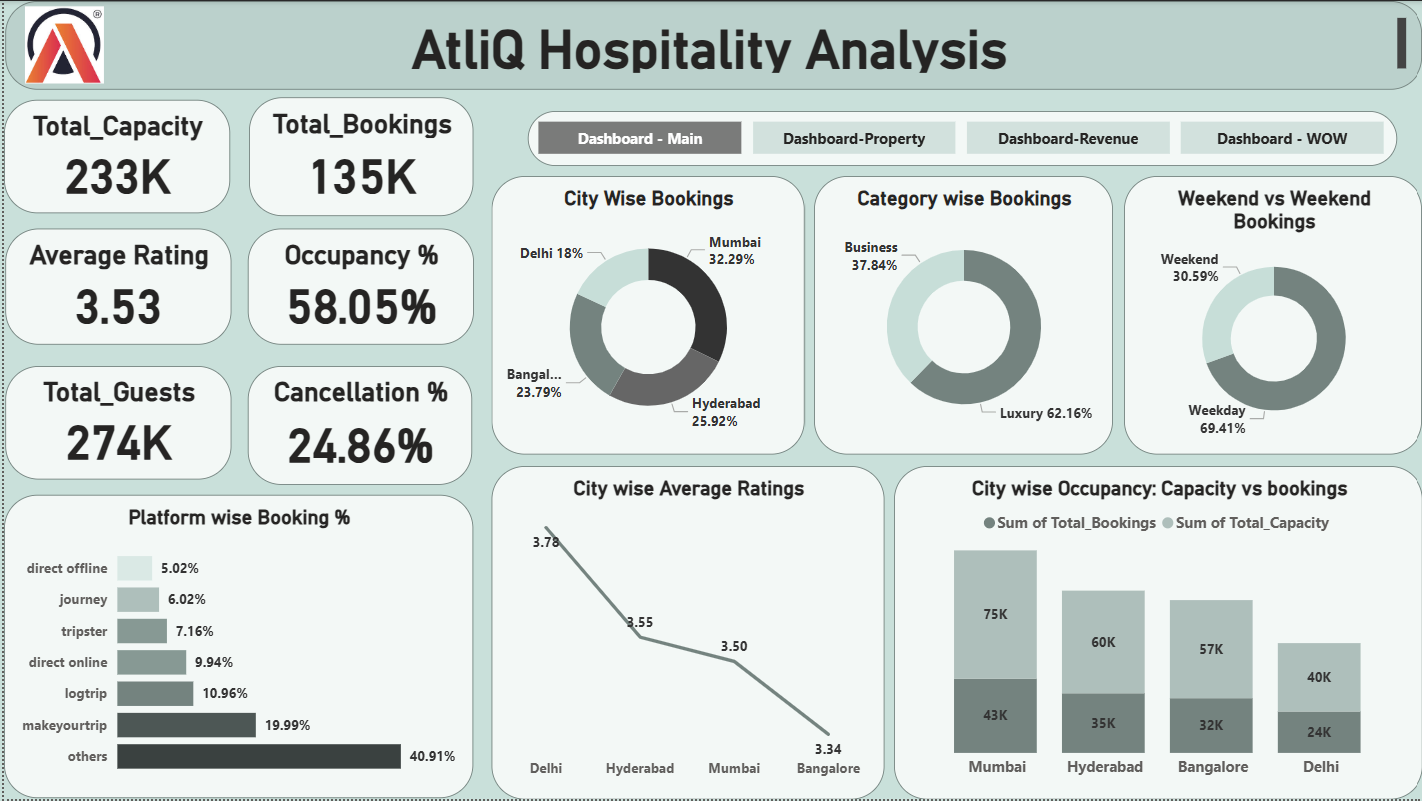 ®
AtliQ Hospitality Analysis
Total_Capacity
233K
Total_Bookings
135K
Average Rating
3.53
Occupancy %
58.05%
Total_Guests
274K
Cancellation %
24.86%
Dashboard - Main
Dashboard-Property
Dashboard-Revenue
Dashboard - WOW
City Wise Bookings
Delhi 18%
Mumbai
32.29%
Bangal...
23.79%
Hyderabad
25.92%
Category wise Bookings
Business
37.84%
Luxury 62.16%
Weekend vs Weekend
Bookings
Weekend
30.59%
Weekday
69.41%
Platform wise Booking %
direct offline 5.02%
journey 6.02%
tripster 7.16%
direct online 9.94%
logtrip 10.96%
makeyourtrip 19.99%
others 40.91%
City wise Average Ratings
3.78
3.55
3.50
3.34
Delhi Hyderabad Mumbai Bangalore
City wise Occupancy: Capacity vs bookings
Sum of Total_Bookings Sum of Total_Capacity
75K 60K 57K 40K
43K 35K 32K 24K
Mumbai Hyderabad Bangalore Delhi